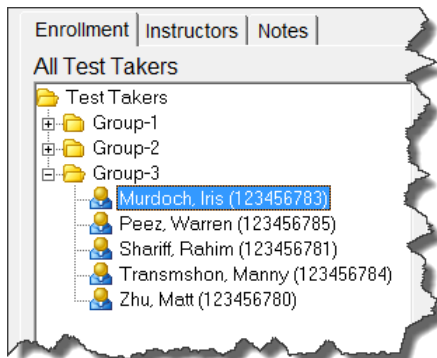 Enrollment Instructors Notes
All Test Takers
Test Takers
Group-1
Group-2
Group-3
Murdoch, Iris (123456783)
Peez, Warren (123456785)
Shariff, Rahim (123456781)
Transmshon, Manny (123456784)
Zhu, Matt (123456780)